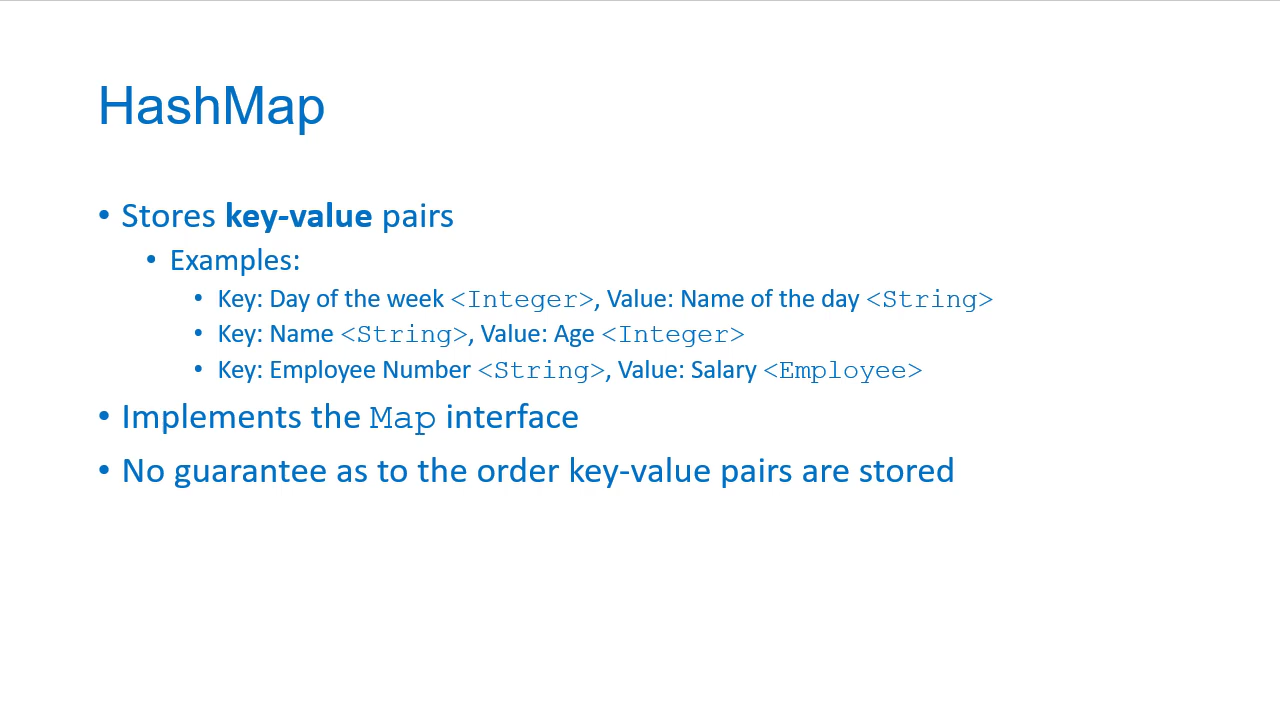 HashMap
• Stores key-value pairs
• Examples:
• Key: Day of the week <Integer>, Value: Name of the day <String>
• Key: Name <String>, Value: Age <Integer>
• Key: Employee Number <String>, Value: Salary <Employee>
• Implements the Map interface
• No guarantee as to the order key-value pairs are stored